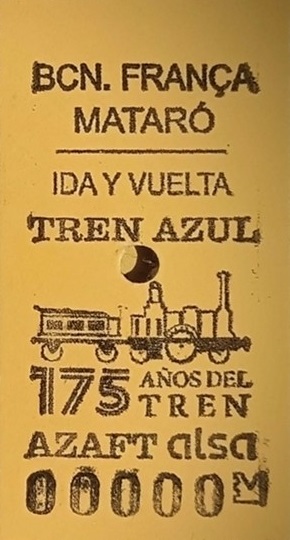 BCN. FRANÇA
MATARÓ
IDA Y VUELTA
TREN AZUL
175 AÑOS DEL
TREN
AZAFT alsa
00000 M